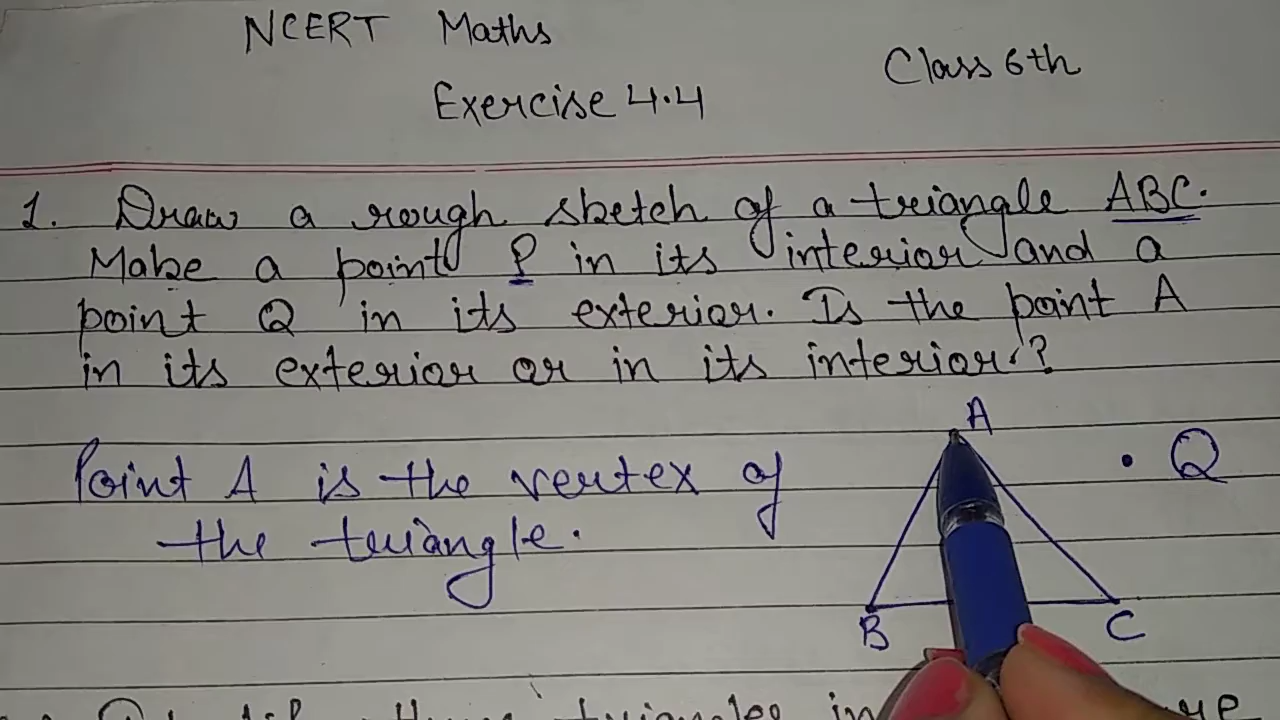 NCERT Maths
Class 6th
Exercise 4.4
1. Draw a rough sketch of a triangle ABC.
Make a point P in its interior and a
point Q in its exterior. Is the point A
in its exterior or in its interior?
A
. Q
Point A is the vertex of
the triangle.
B
C
triangles in